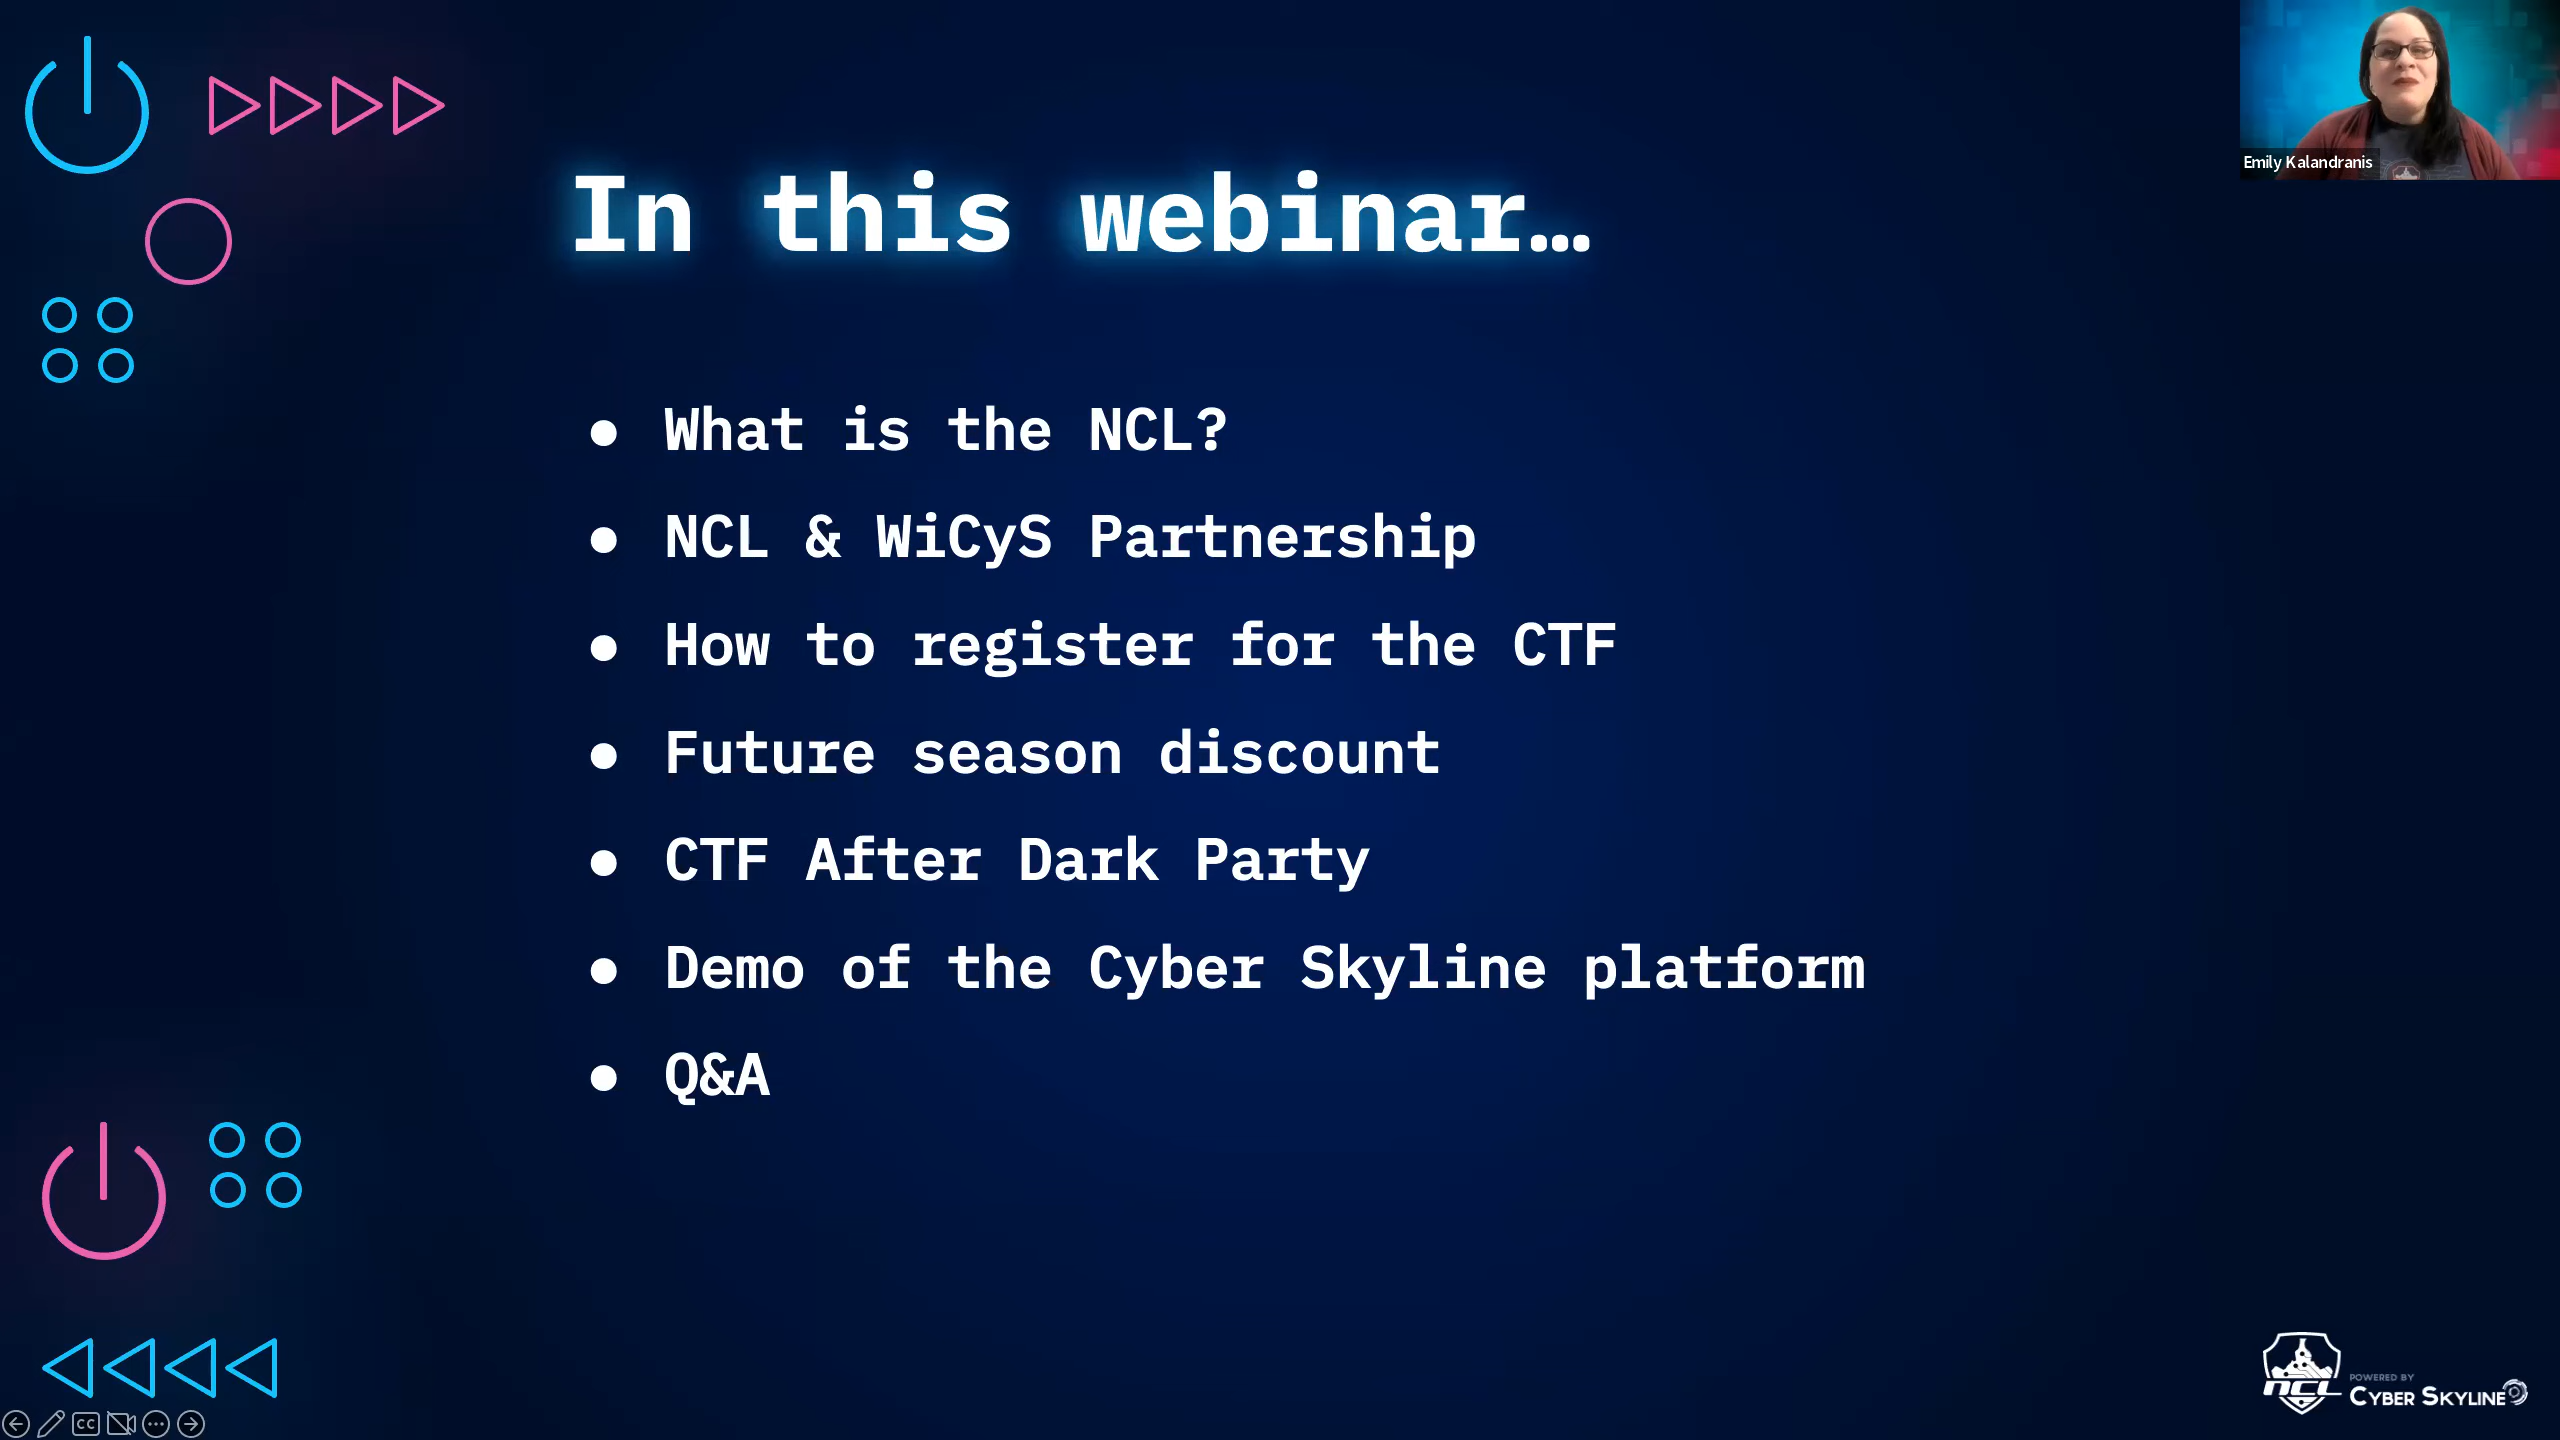 Emily Kalandranis
In this webinar…
● What is the NCL?
● NCL & WiCyS Partnership
● How to register for the CTF
● Future season discount
● CTF After Dark Party
● Demo of the Cyber Skyline platform
● Q&A
NCL
POWERED BY
CYBER SKYLINE
CC